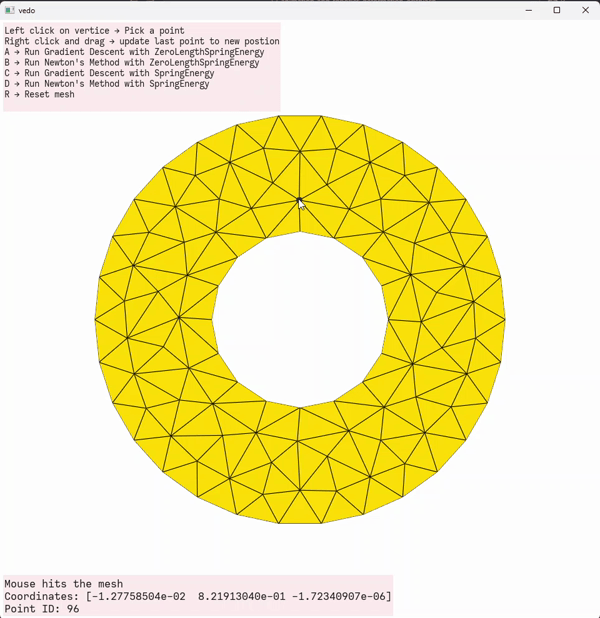 vedo
Left click on vertice → Pick a point
Right click and drag → update last point to new postion
A → Run Gradient Descent with ZeroLengthSpringEnergy
B → Run Newton's Method with ZeroLengthSpringEnergy
C → Run Gradient Descent with SpringEnergy
D → Run Newton's Method with SpringEnergy
R → Reset mesh
Mouse hits the mesh
Coordinates: [-1.27758504e-02  8.21913040e-01 -1.72340907e-06]
Point ID: 96